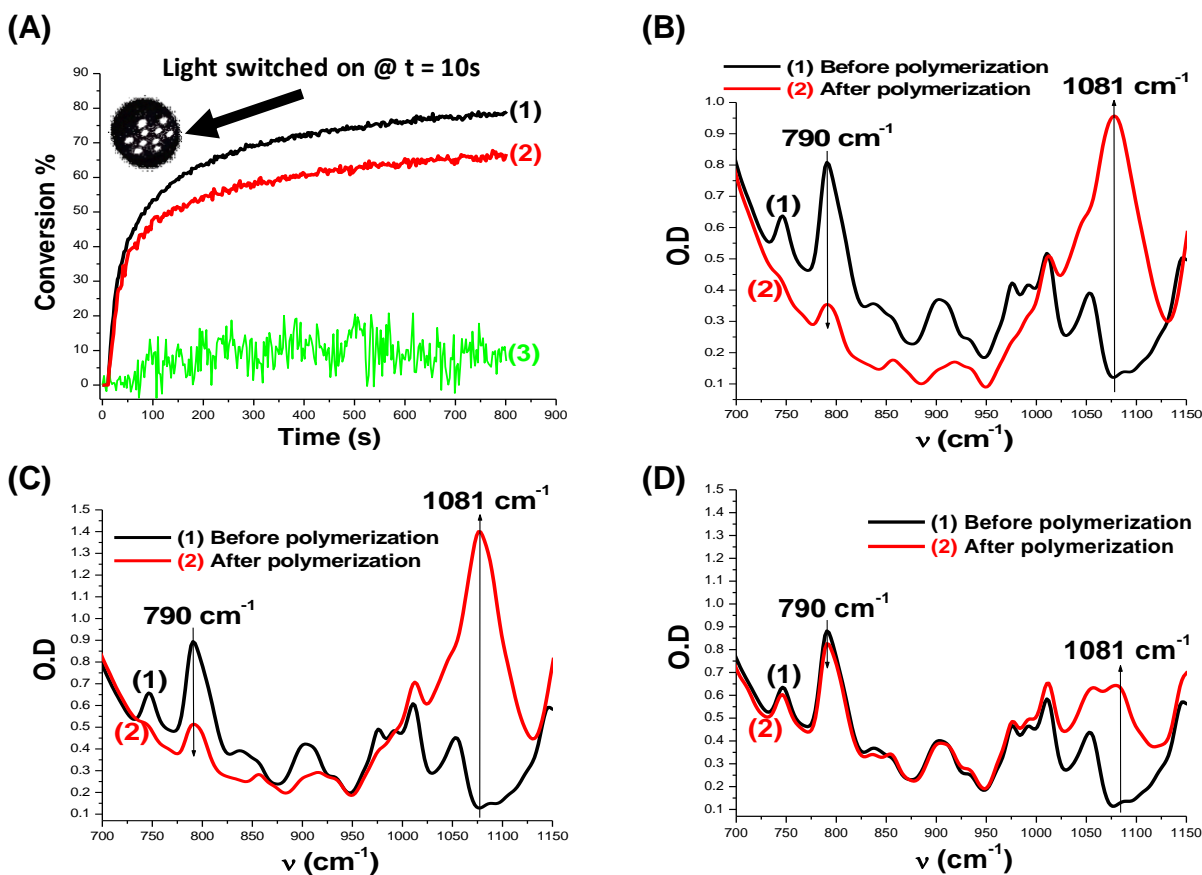 (A)
Light switched on @ t = 10s
Conversion %
90
80
70
60
50
40
30
20
10
0
(1)
(2)
(3)
0 100 200 300 400 500 600 700 800 900
Time (s)
(B)
(1) Before polymerization
(2) After polymerization
1081 cm⁻¹
790 cm⁻¹
O.D
1.0
0.9
0.8
0.7
0.6
0.5
0.4
0.3
0.2
0.1
(1)
(2)
700 750 800 850 900 950 1000 1050 1100 1150
ν (cm⁻¹)
(C)
1081 cm⁻¹
(1) Before polymerization
(2) After polymerization
790 cm⁻¹
O.D
1.5
1.4
1.3
1.2
1.1
1.0
0.9
0.8
0.7
0.6
0.5
0.4
0.3
0.2
0.1
(1)
(2)
700 750 800 850 900 950 1000 1050 1100 1150
ν (cm⁻¹)
(D)
(1) Before polymerization
(2) After polymerization
790 cm⁻¹
1081 cm⁻¹
O.D
1.5
1.4
1.3
1.2
1.1
1.0
0.9
0.8
0.7
0.6
0.5
0.4
0.3
0.2
0.1
(1)
(2)
700 750 800 850 900 950 1000 1050 1100 1150
ν (cm⁻¹)